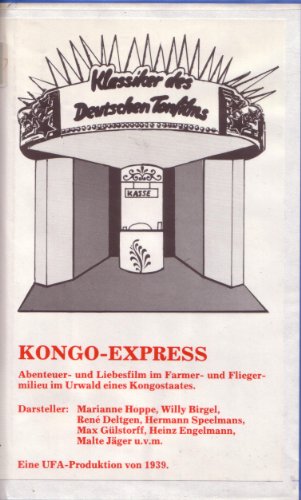 Klassiker des
Deutschen Tonfilms
KASSE
KONGO-EXPRESS
Abenteuer- und Liebesfilm im Farmer- und Flieger-
milieu im Urwald eines Kongostaates.
Darsteller: Marianne Hoppe, Willy Birgel,
René Deltgen, Hermann Speelmans,
Max Gülstorff, Heinz Engelmann,
Malte Jäger u.v.m.
Eine UFA-Produktion von 1939.